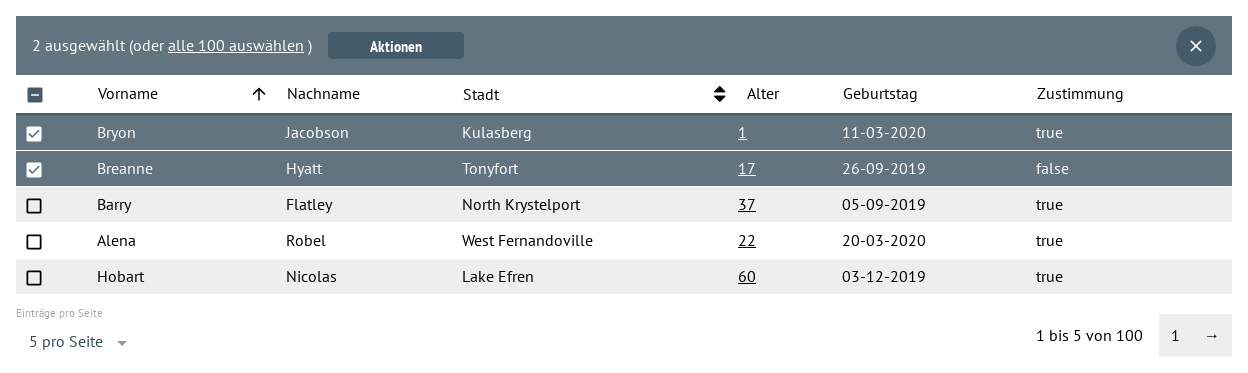 2 ausgewählt (oder alle 100 auswählen ) Aktionen
Vorname Nachname Stadt Alter Geburtstag Zustimmung
Bryon Jacobson Kulasberg 1 11-03-2020 true
Breanne Hyatt Tonyfort 17 26-09-2019 false
Barry Flatley North Krystelport 37 05-09-2019 true
Alena Robel West Fernandoville 22 20-03-2020 true
Hobart Nicolas Lake Efren 60 03-12-2019 true
Einträge pro Seite
5 pro Seite 1 bis 5 von 100 1 →